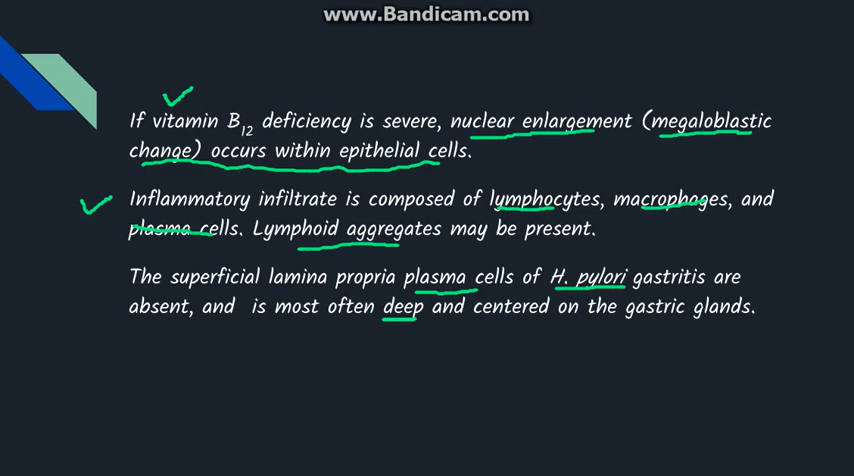 www.Bandicam.com
If vitamin B12 deficiency is severe, nuclear enlargement (megaloblastic
change) occurs within epithelial cells.
Inflammatory infiltrate is composed of lymphocytes, macrophages, and
plasma cells. Lymphoid aggregates may be present.
The superficial lamina propria plasma cells of H. pylori gastritis are
absent, and is most often deep and centered on the gastric glands.